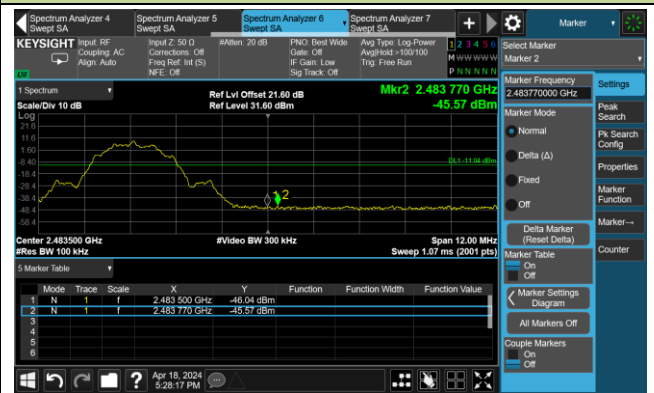 Spectrum Analyzer 4
Swept SA
Spectrum Analyzer 5
Swept SA
Spectrum Analyzer 6
Swept SA
Spectrum Analyzer 7
Swept SA
+
Marker
KEYSIGHT
Input: RF
Coupling: AC
Align: Auto
Input Z: 50 Ω
Corrections: Off
Freq Ref: Int (S)
NFE: Off
#Atten: 20 dB
PNO: Best Wide
Gate: Off
IF Gain: Low
Sig Track: Off
Avg Type: Log-Power
Avg|Hold:>100/100
Trig: Free Run
1 2 3 4 5 6
M W W W W W
P N N N N N
LXI
Select Marker
Marker 2
1 Spectrum
Scale/Div 10 dB
Ref Lvl Offset 21.60 dB
Ref Level 31.60 dBm
Mkr2 2.483 770 GHz
-45.57 dBm
Log
21.6
11.6
1.60
-8.40
-18.4
-28.4
-38.4
-48.4
-58.4
DL1 -11.04 dBm
1
2
Center 2.483500 GHz
#Res BW 100 kHz
#Video BW 300 kHz
Span 12.00 MHz
Sweep 1.07 ms (2001 pts)
5 Marker Table
Mode Trace Scale X Y Function Function Width Function Value
1 N 1 f 2.483 500 GHz -46.04 dBm
2 N 1 f 2.483 770 GHz -45.57 dBm
3
4
5
6
Marker Frequency
2.483770000 GHz
Marker Mode
Normal
Delta (Δ)
Fixed
Off
Delta Marker
(Reset Delta)
Marker Table
On
Off
Marker Settings
Diagram
All Markers Off
Couple Markers
On
Off
Settings
Peak
Search
Pk Search
Config
Properties
Marker
Function
Marker→
Counter
?
Apr 18, 2024
5:28:17 PM